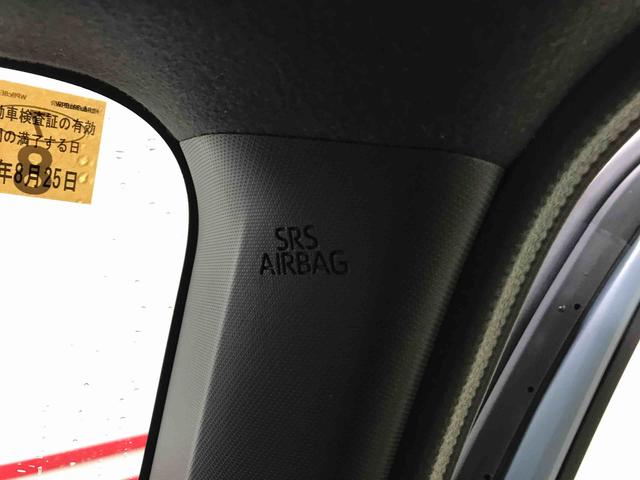 動車検査証の有効
間の満了する日
年8月25日
8
SRS
AIRBAG